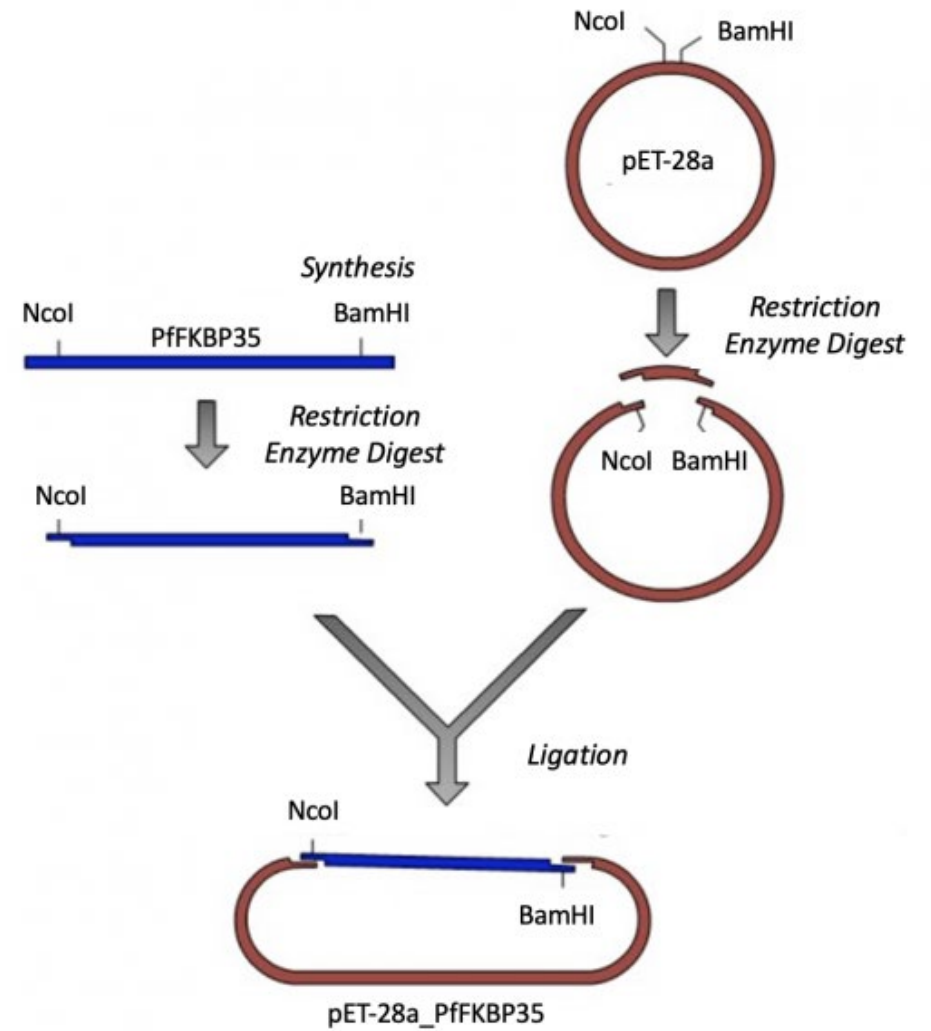 NcoI
BamHI
pET-28a
Synthesis
NcoI
BamHI
PfFKBP35
Restriction
Enzyme Digest
Restriction
Enzyme Digest
NcoI BamHI
NcoI
BamHI
Ligation
NcoI
BamHI
pET-28a_PfFKBP35